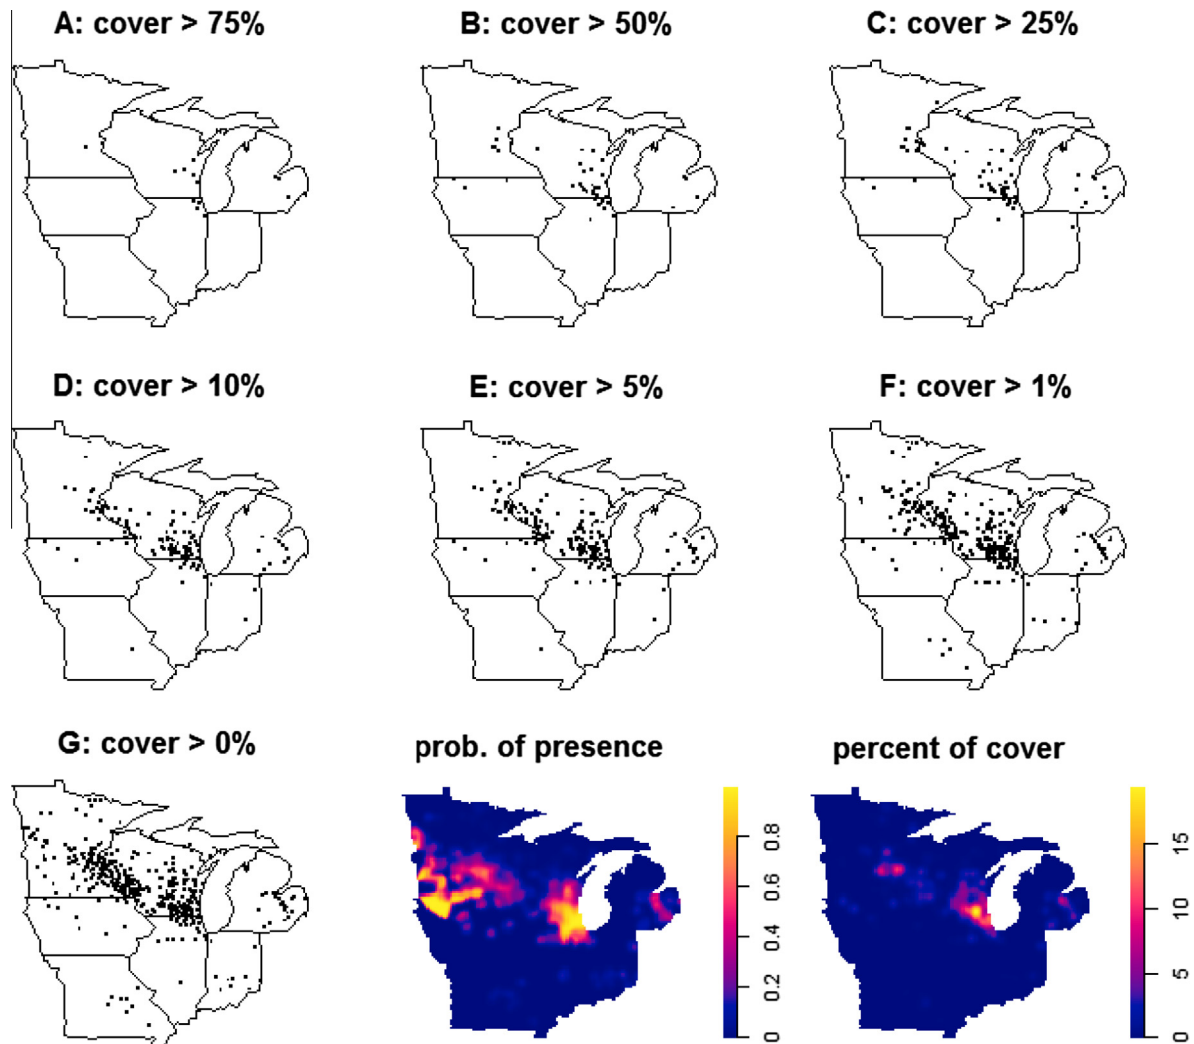 A: cover > 75%
B: cover > 50%
C: cover > 25%
D: cover > 10%
E: cover > 5%
F: cover > 1%
G: cover > 0%
prob. of presence
percent of cover
0.8
0.6
0.4
0.2
0
15
10
5
0